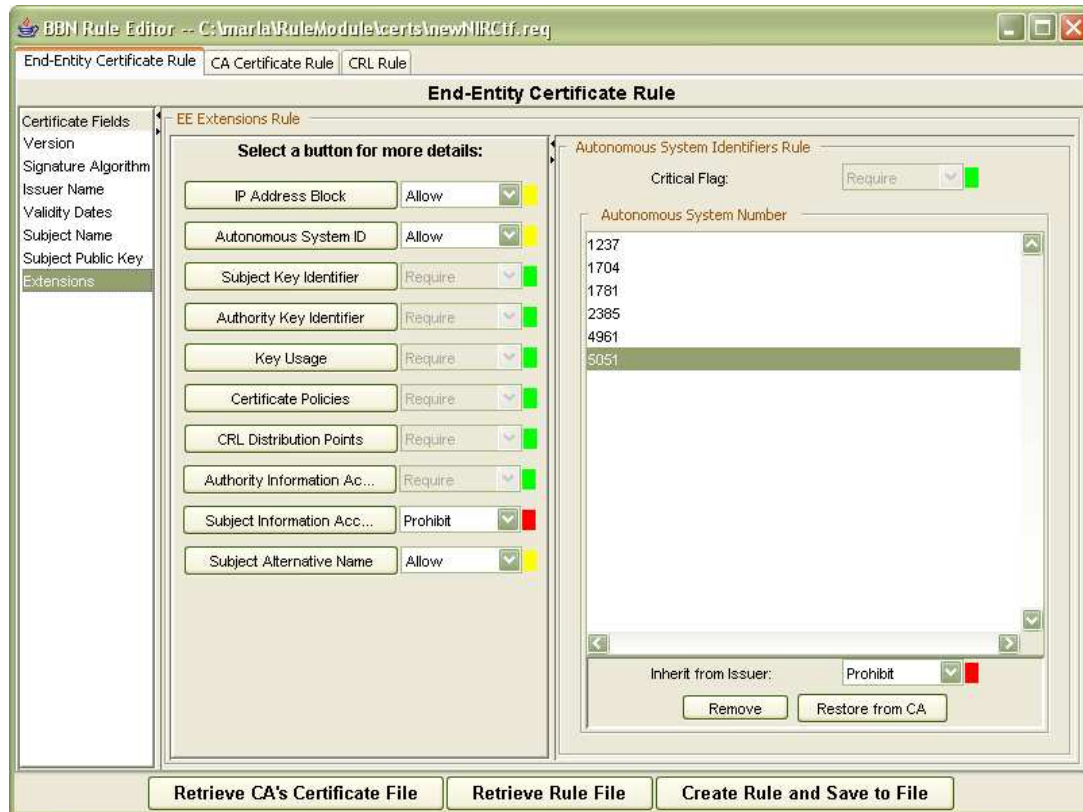 BBN Rule Editor -- C:\marla\RuleModule\certs\newNIRCtf.req
End-Entity Certificate Rule
CA Certificate Rule
CRL Rule
End-Entity Certificate Rule
Certificate Fields
Version
Signature Algorithm
Issuer Name
Validity Dates
Subject Name
Subject Public Key
Extensions
EE Extensions Rule
Select a button for more details:
IP Address Block Allow
Autonomous System ID Allow
Subject Key Identifier Require
Authority Key Identifier Require
Key Usage Require
Certificate Policies Require
CRL Distribution Points Require
Authority Information Ac... Require
Subject Information Acc... Prohibit
Subject Alternative Name Allow
Autonomous System Identifiers Rule
Critical Flag: Require
Autonomous System Number
1237
1704
1781
2385
4961
5051
Inherit from Issuer: Prohibit
Remove
Restore from CA
Retrieve CA's Certificate File
Retrieve Rule File
Create Rule and Save to File